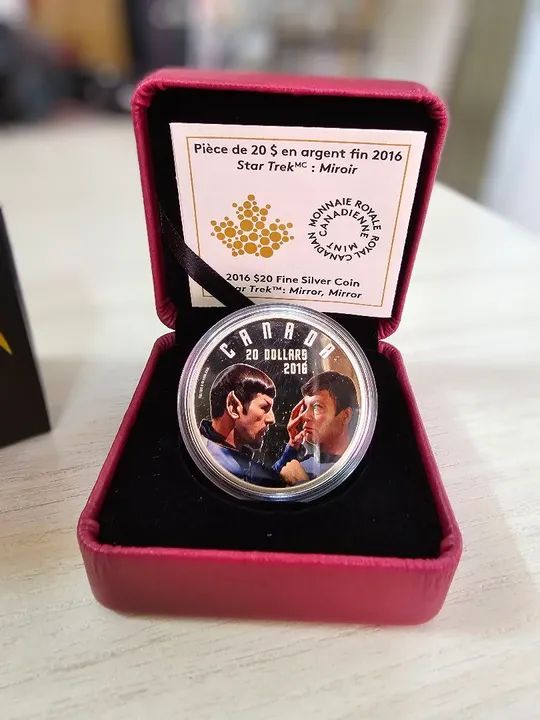 Pièce de 20 $ en argent fin 2016
Star Trek MC : Miroir
MONNAIE ROYALE CANADIENNE
ROYAL CANADIAN MINT
2016 $20 Fine Silver Coin
Trek™: Mirror, Mirror
CANADA
20 DOLLARS
2016